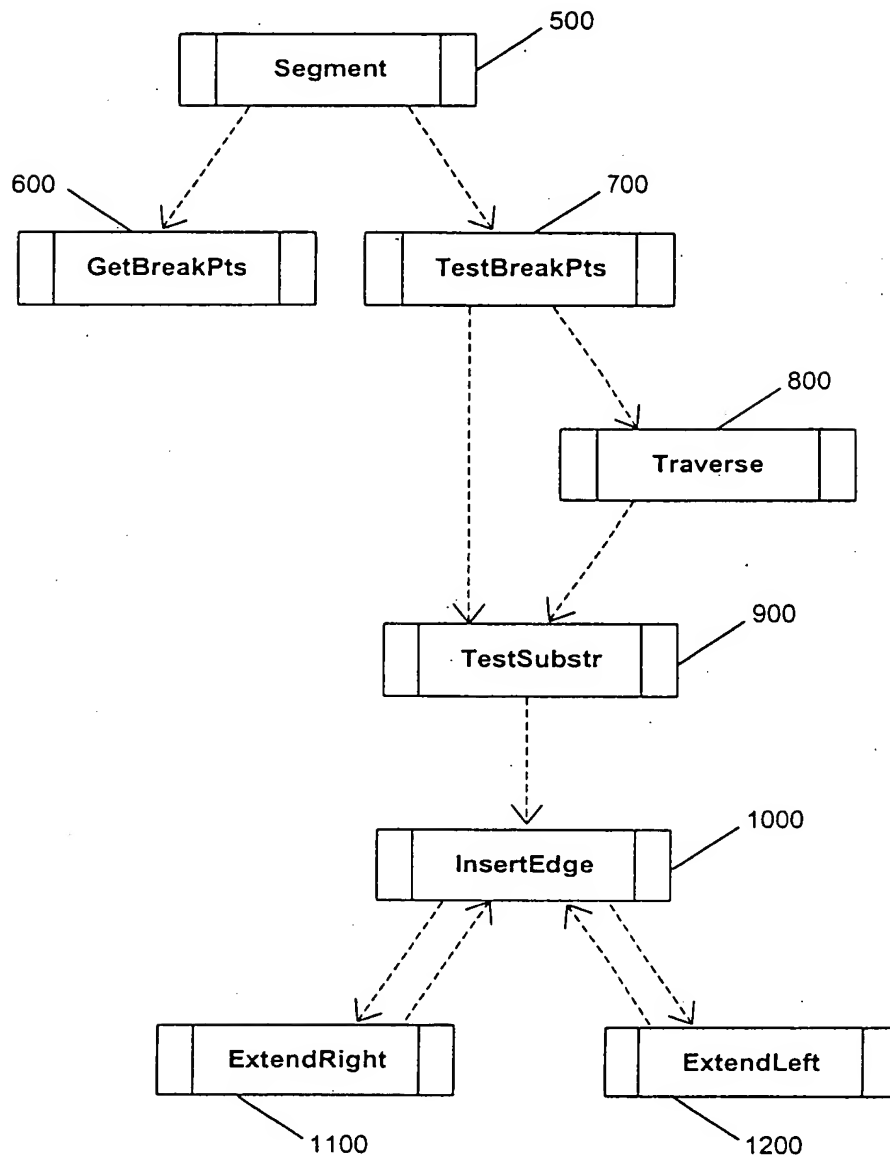 500
Segment
600
700
GetBreakPts
TestBreakPts
800
Traverse
900
TestSubstr
1000
InsertEdge
ExtendRight
ExtendLeft
1100
1200